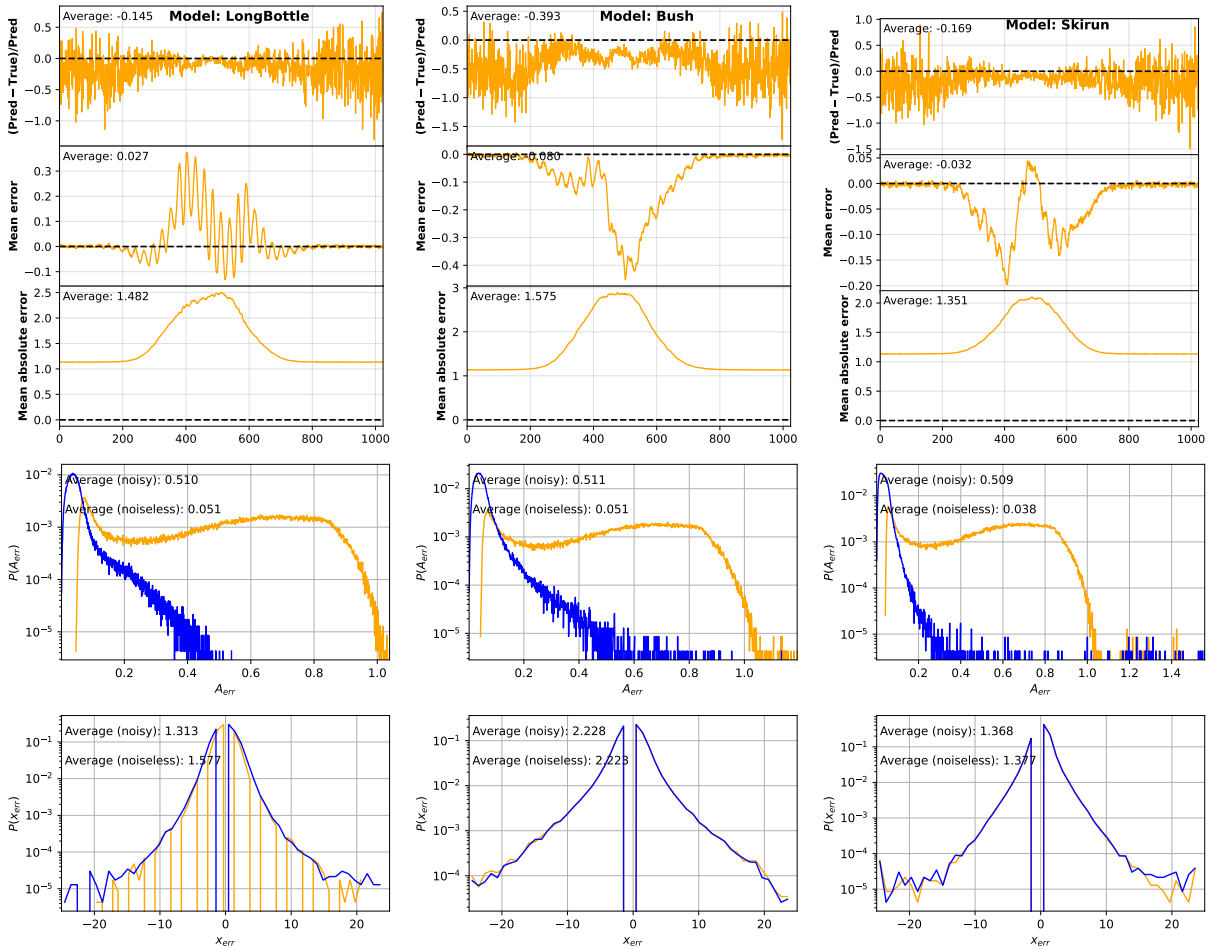 Model: LongBottle
Average: -0.145
(Pred − True)/Pred
0.5
0.0
−0.5
−1.0
Average: 0.027
Mean error
0.3
0.2
0.1
0.0
−0.1
Average: 1.482
Mean absolute error
2.5
2.0
1.5
1.0
0.5
0.0
0 200 400 600 800 1000
Model: Bush
Average: -0.393
(Pred − True)/Pred
0.5
0.0
−0.5
−1.0
−1.5
Average: -0.080
Mean error
0.0
−0.1
−0.2
−0.3
−0.4
Average: 1.575
Mean absolute error
3
2
1
0
0 200 400 600 800 1000
Model: Skirun
Average: -0.169
(Pred − True)/Pred
1.0
0.5
0.0
−0.5
−1.0
−1.5
Average: -0.032
Mean error
0.05
0.00
−0.05
−0.10
−0.15
−0.20
Average: 1.351
Mean absolute error
2.0
1.5
1.0
0.5
0.0
0 200 400 600 800 1000
Average (noisy): 0.510
Average (noiseless): 0.051
P(A_err)
10⁻²
10⁻³
10⁻⁴
10⁻⁵
0.2 0.4 0.6 0.8 1.0
A_err
Average (noisy): 0.511
Average (noiseless): 0.051
P(A_err)
10⁻²
10⁻³
10⁻⁴
10⁻⁵
0.2 0.4 0.6 0.8 1.0
A_err
Average (noisy): 0.509
Average (noiseless): 0.038
P(A_err)
10⁻²
10⁻³
10⁻⁴
10⁻⁵
0.2 0.4 0.6 0.8 1.0 1.2 1.4
A_err
Average (noisy): 1.313
Average (noiseless): 1.577
P(x_err)
10⁻¹
10⁻²
10⁻³
10⁻⁴
10⁻⁵
−20 −10 0 10 20
x_err
Average (noisy): 2.228
Average (noiseless): 2.223
P(x_err)
10⁻¹
10⁻²
10⁻³
10⁻⁴
−20 −10 0 10 20
x_err
Average (noisy): 1.368
Average (noiseless): 1.377
P(x_err)
10⁻¹
10⁻²
10⁻³
10⁻⁴
10⁻⁵
−20 −10 0 10 20
x_err